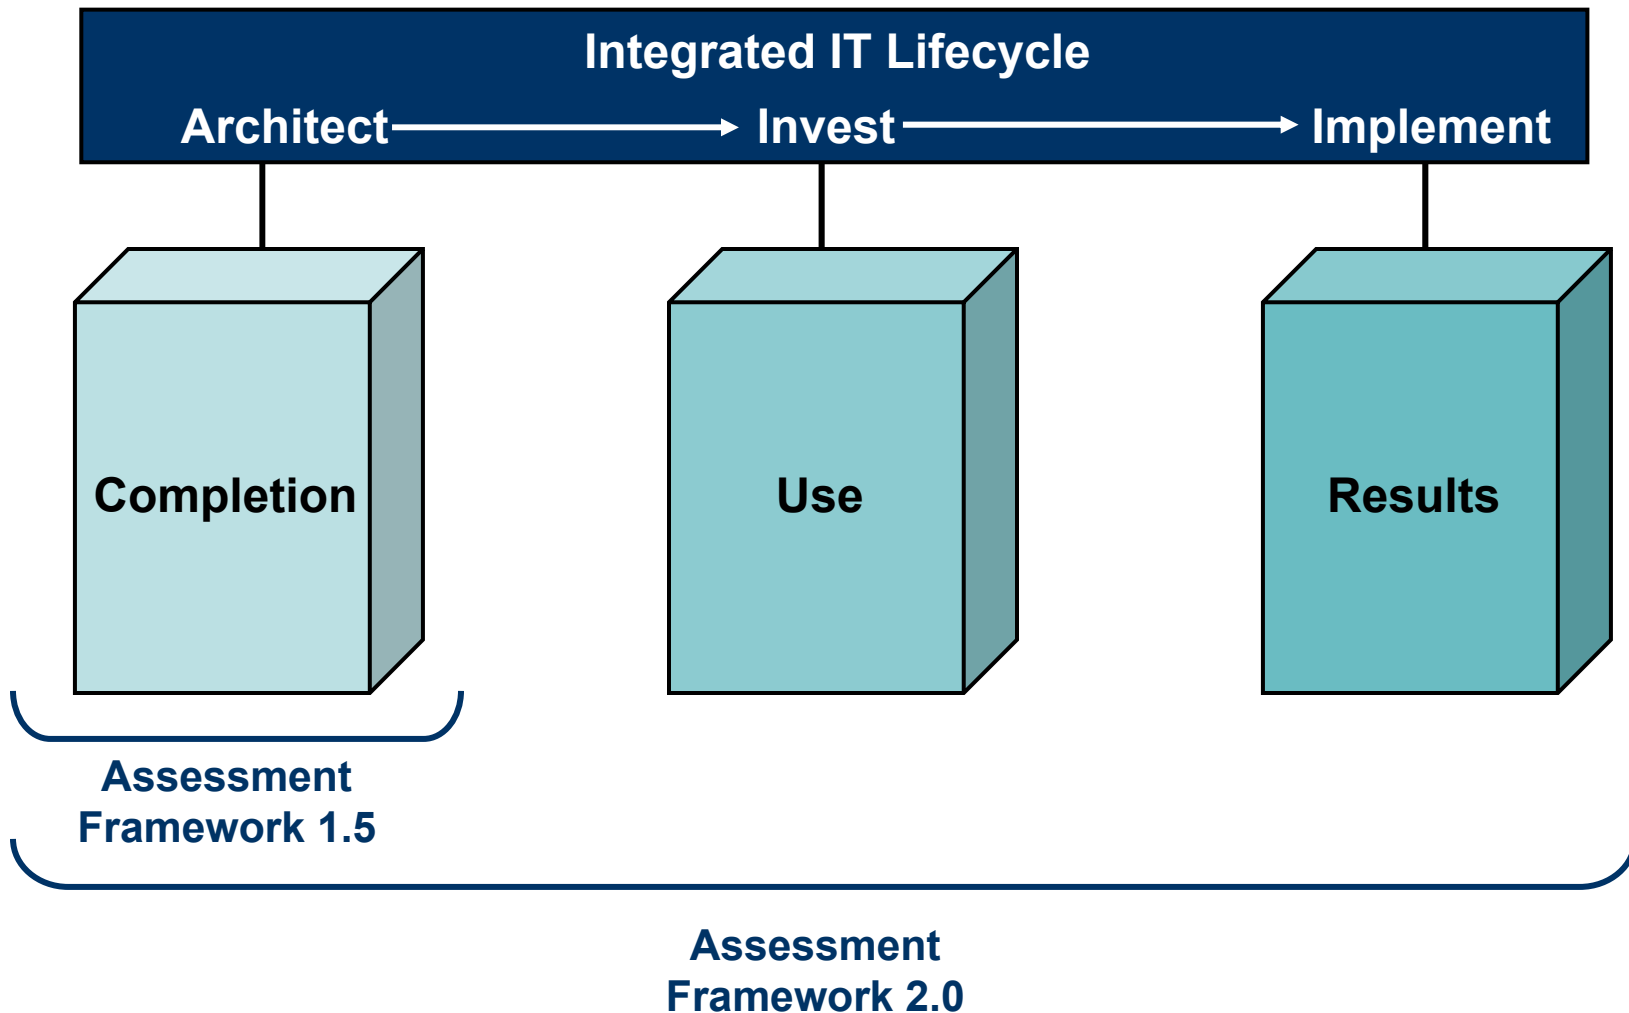 Integrated IT Lifecycle
Architect Invest Implement
Completion Use Results
Assessment
Framework 1.5
Assessment
Framework 2.0